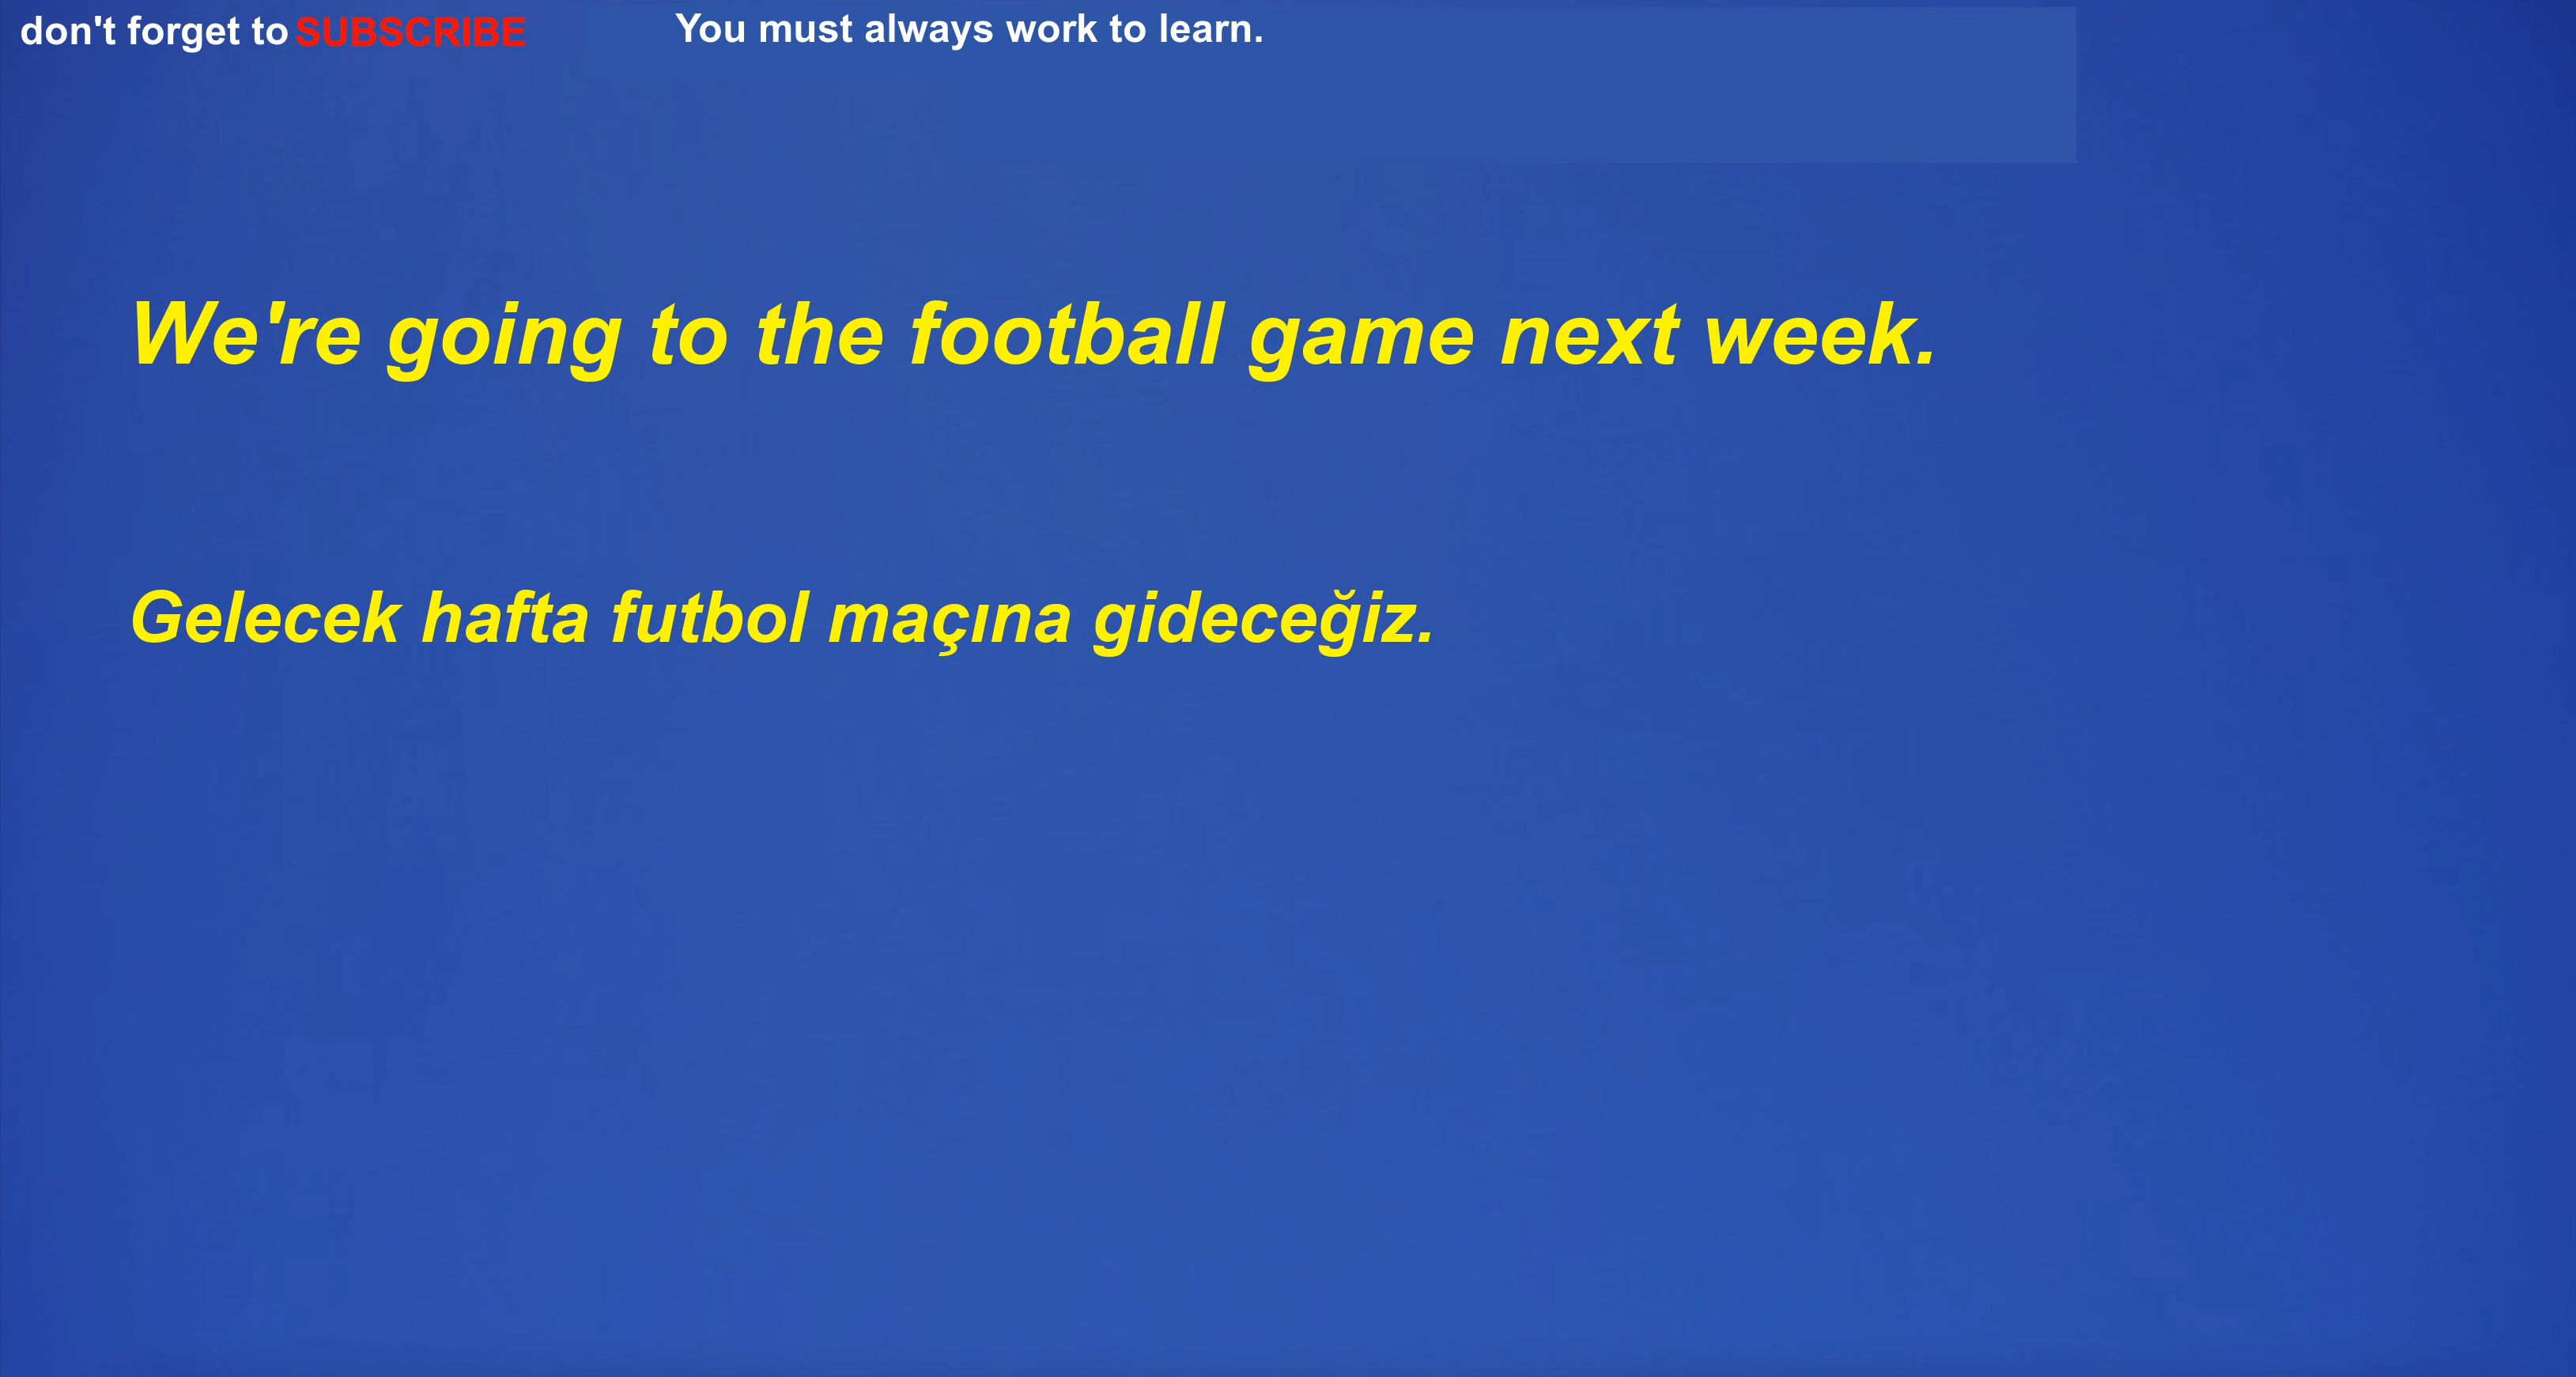 don't forget to SUBSCRIBE
You must always work to learn.
We're going to the football game next week.
Gelecek hafta futbol maçına gideceğiz.